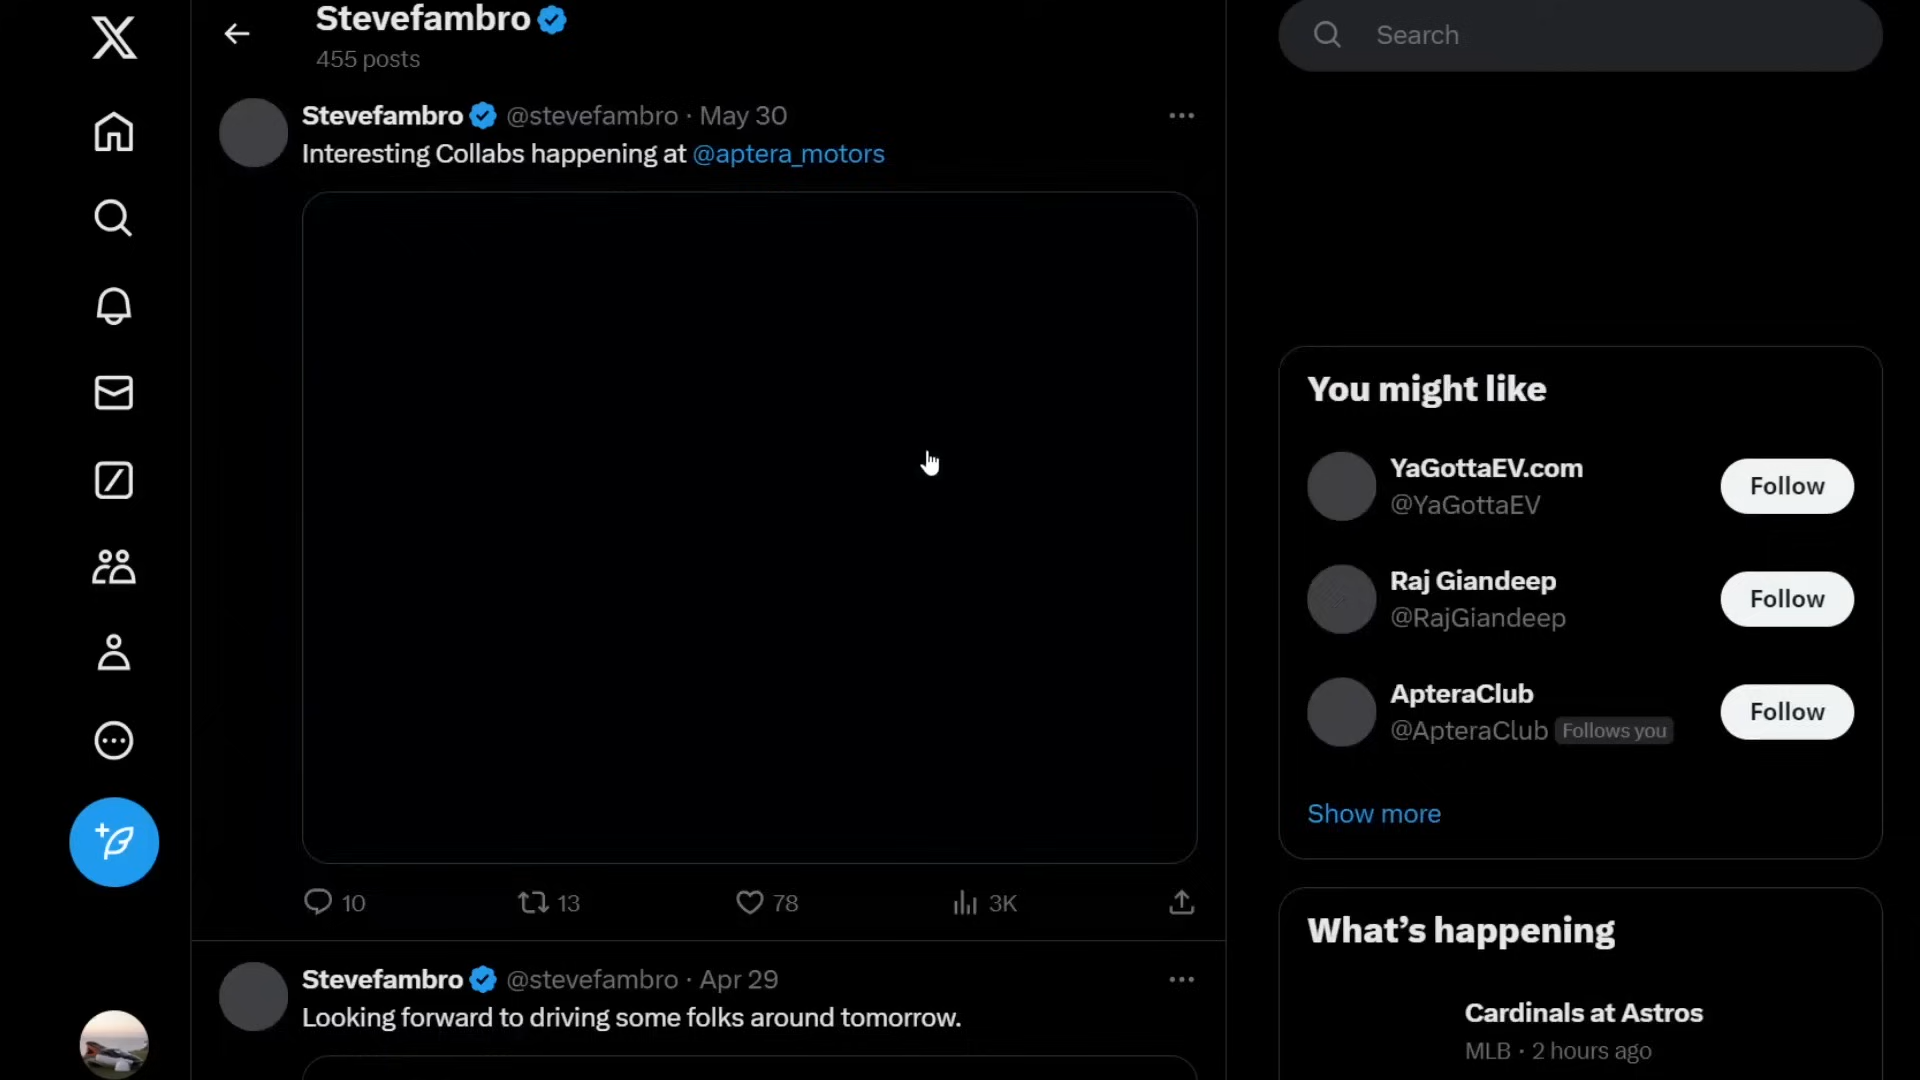 Stevefambro
455 posts
Stevefambro @stevefambro · May 30
Interesting Collabs happening at @aptera_motors
10 13 78 3K
Stevefambro @stevefambro · Apr 29
Looking forward to driving some folks around tomorrow.
Search
You might like
YaGottaEV.com
@YaGottaEV
Follow
Raj Giandeep
@RajGiandeep
Follow
ApteraClub
@ApteraClub Follows you
Follow
Show more
What's happening
Cardinals at Astros
MLB · 2 hours ago